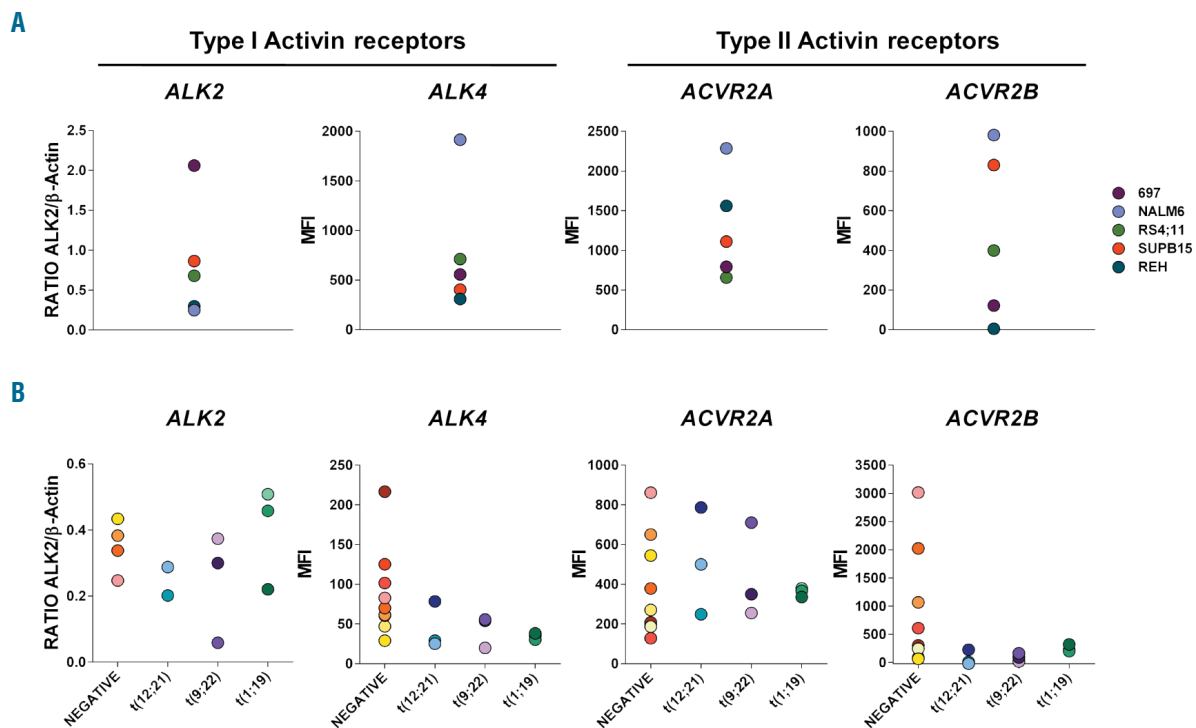 A
Type I Activin receptors
Type II Activin receptors
ALK2
ALK4
ACVR2A
ACVR2B
RATIO ALK2/β-Actin
2.5
2.0
1.5
1.0
0.5
0.0
MFI
2000
1500
1000
500
0
MFI
2500
2000
1500
1000
500
0
MFI
1000
800
600
400
200
0
697
NALM6
RS4;11
SUPB15
REH
B
ALK2
ALK4
ACVR2A
ACVR2B
RATIO ALK2/β-Actin
0.6
0.4
0.2
0.0
NEGATIVE
t(12;21)
t(9;22)
t(1;19)
MFI
250
200
150
100
50
0
NEGATIVE
t(12;21)
t(9;22)
t(1;19)
MFI
1000
800
600
400
200
0
NEGATIVE
t(12;21)
t(9;22)
t(1;19)
MFI
3500
3000
2500
2000
1500
1000
500
0
NEGATIVE
t(12;21)
t(9;22)
t(1;19)